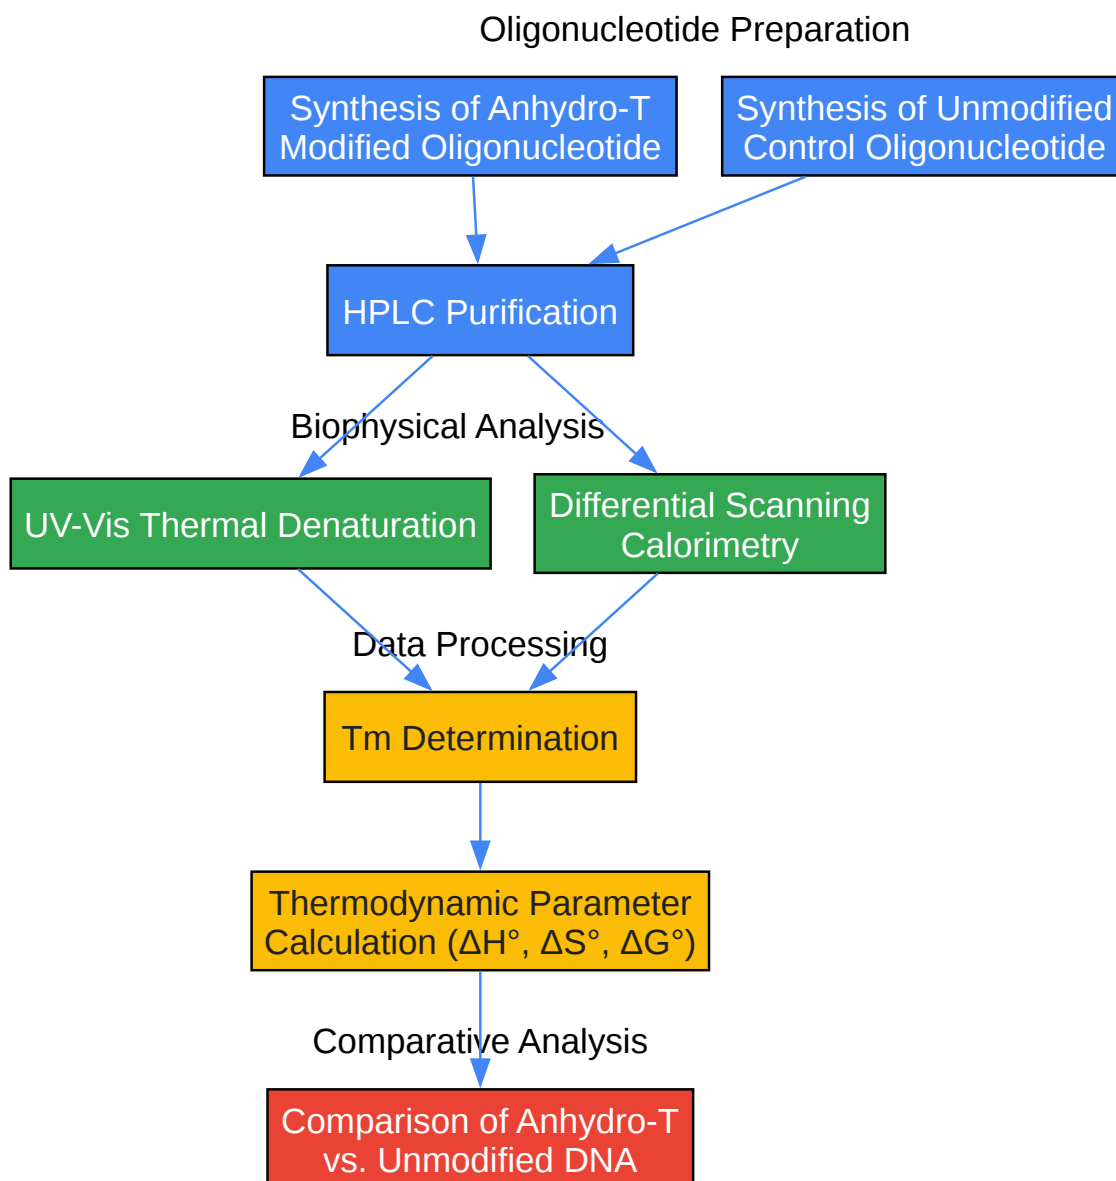 Oligonucleotide Preparation
Synthesis of Anhydro-T
Modified Oligonucleotide
Synthesis of Unmodified
Control Oligonucleotide
HPLC Purification
Biophysical Analysis
UV-Vis Thermal Denaturation
Differential Scanning
Calorimetry
Data Processing
Tm Determination
Thermodynamic Parameter
Calculation (ΔH°, ΔS°, ΔG°)
Comparative Analysis
Comparison of Anhydro-T
vs. Unmodified DNA